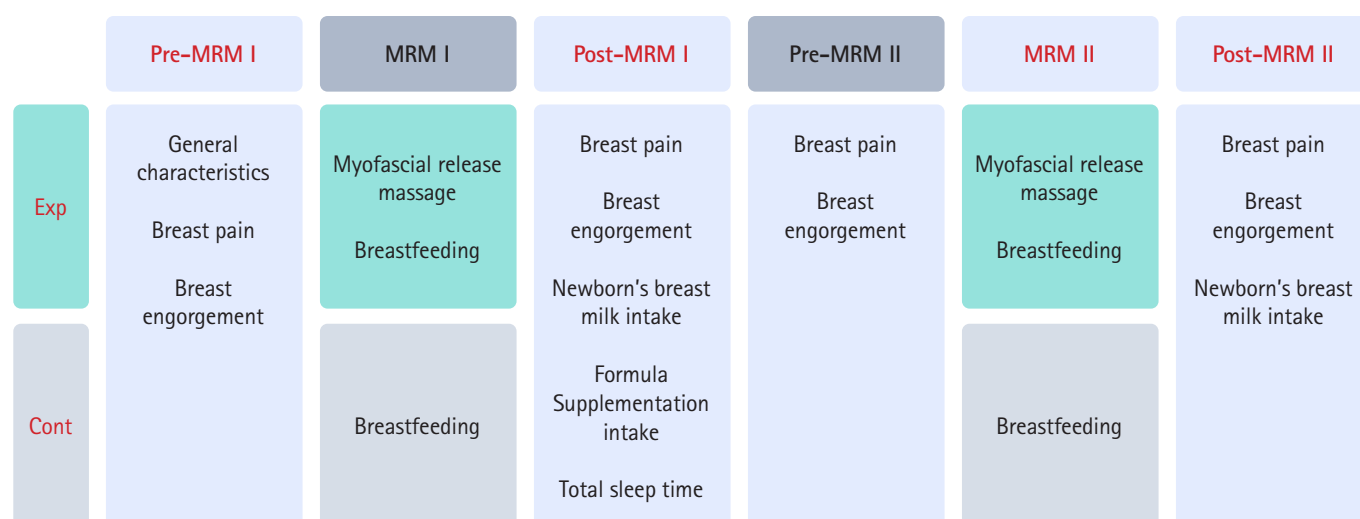 Pre-MRM I
MRM I
Post-MRM I
Pre-MRM II
MRM II
Post-MRM II
Exp
General
characteristics
Breast pain
Breast
engorgement
Myofascial release
massage
Breastfeeding
Breast pain
Breast
engorgement
Newborn's breast
milk intake
Formula
Supplementation
intake
Total sleep time
Breast pain
Breast
engorgement
Myofascial release
massage
Breastfeeding
Breast pain
Breast
engorgement
Newborn's breast
milk intake
Cont
Breastfeeding
Breastfeeding